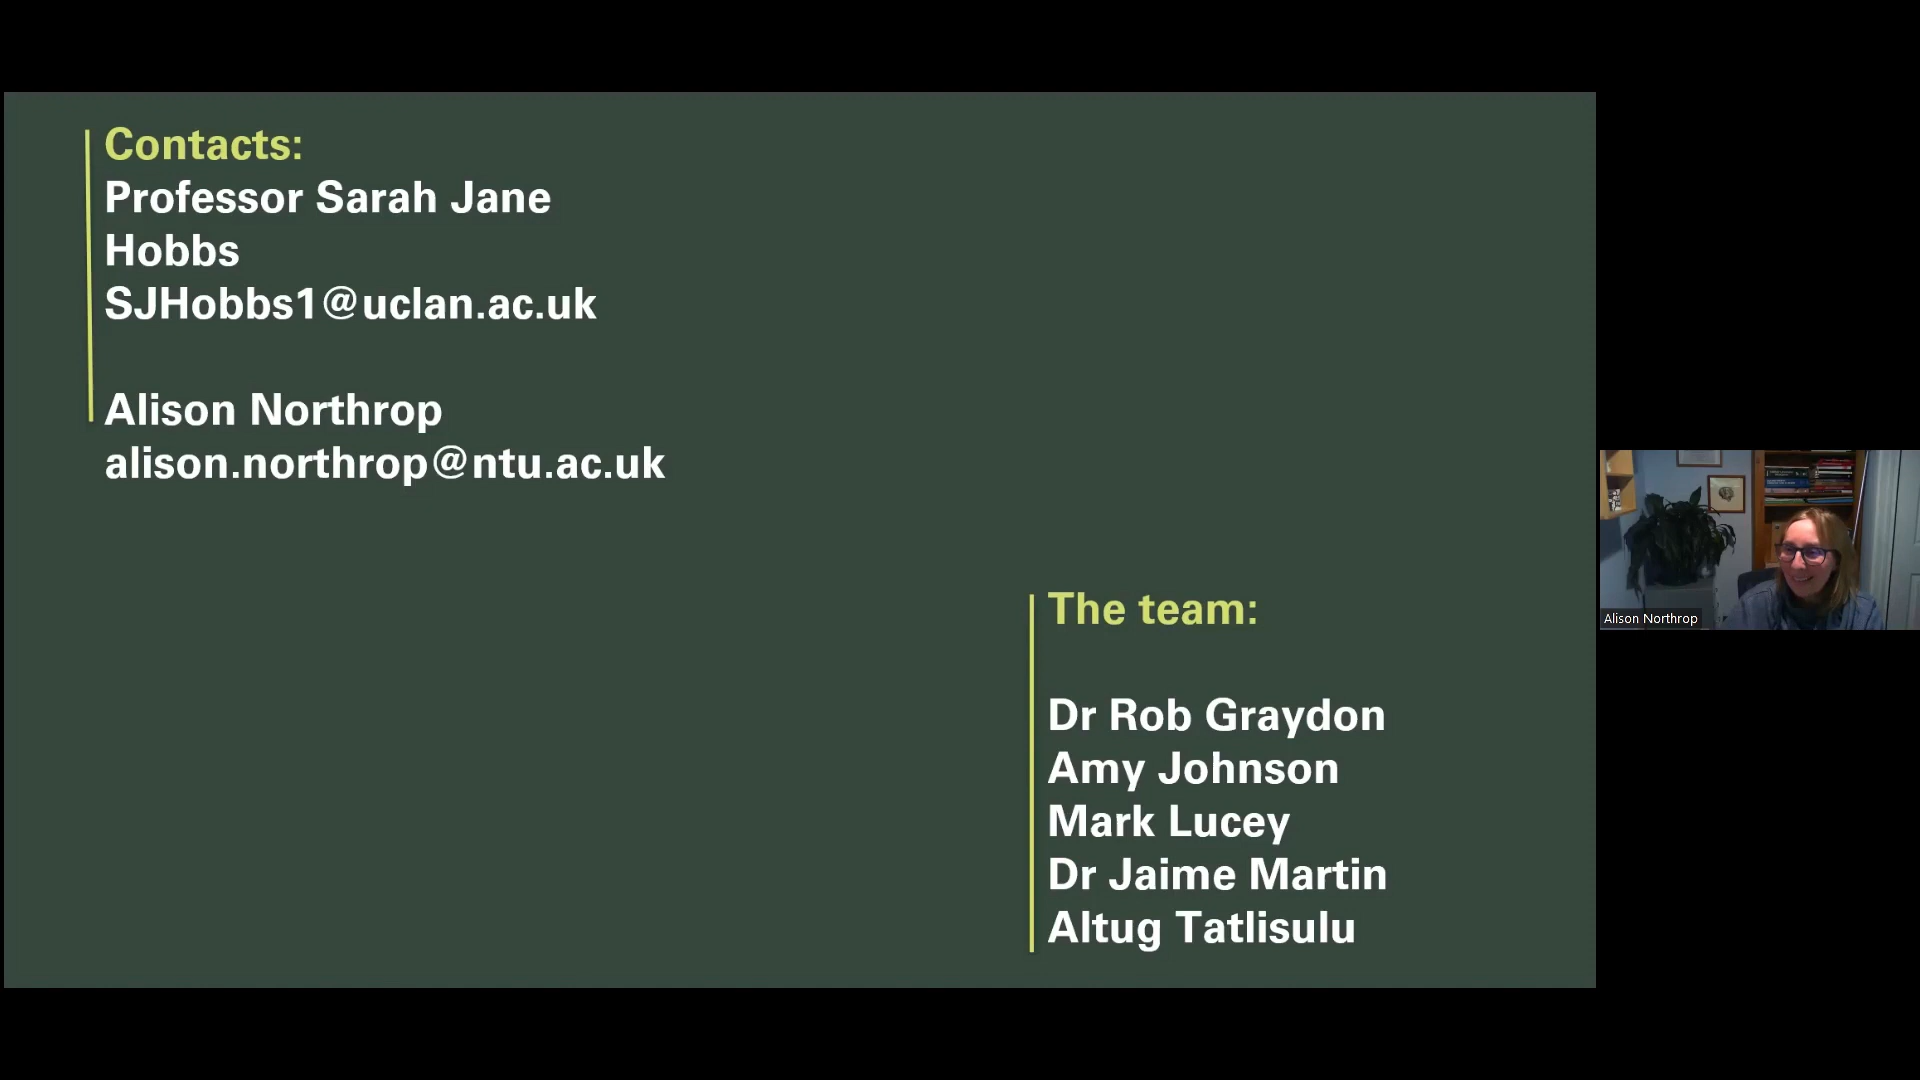 Contacts:
Professor Sarah Jane
Hobbs
SJHobbs1@uclan.ac.uk
Alison Northrop
alison.northrop@ntu.ac.uk
The team:
Dr Rob Graydon
Amy Johnson
Mark Lucey
Dr Jaime Martin
Altug Tatlisulu
Alison Northrop